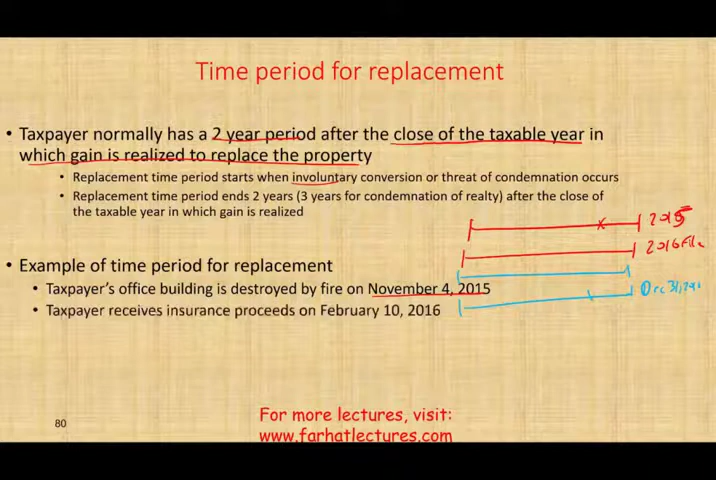 Time period for replacement
• Taxpayer normally has a 2 year period after the close of the taxable year in
which gain is realized to replace the property
• Replacement time period starts when involuntary conversion or threat of condemnation occurs
• Replacement time period ends 2 years (3 years for condemnation of realty) after the close of
the taxable year in which gain is realized
2015
2016
• Example of time period for replacement
• Taxpayer's office building is destroyed by fire on November 4, 2015
Dec 31,
• Taxpayer receives insurance proceeds on February 10, 2016
For more lectures, visit:
www.farhatlectures.com
80